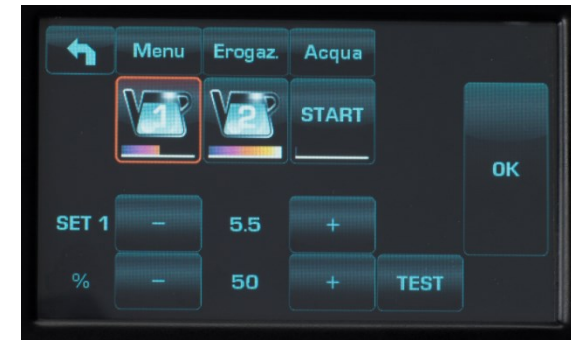 Menu Erogaz. Acqua
1 2 START
OK
SET 1 - 5.5 +
% - 50 + TEST